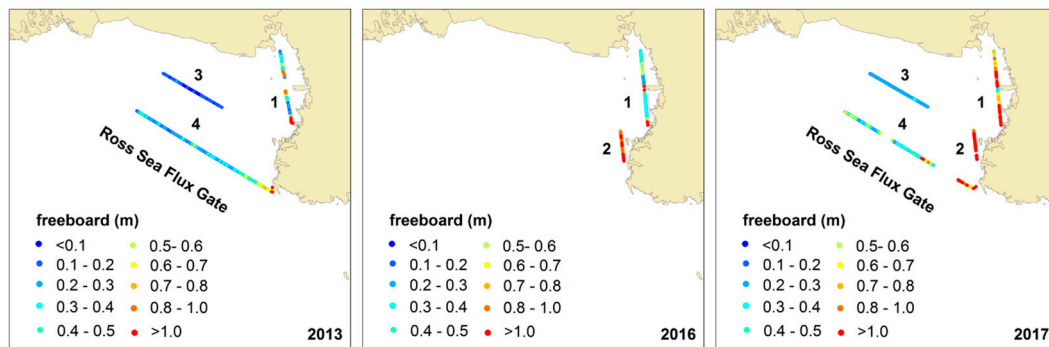 3
1
4
Ross Sea Flux Gate
freeboard (m)
<0.1 0.5- 0.6
0.1 - 0.2 0.6 - 0.7
0.2 - 0.3 0.7 - 0.8
0.3 - 0.4 0.8 - 1.0
0.4 - 0.5 >1.0
2013
1
2
freeboard (m)
<0.1 0.5- 0.6
0.1 - 0.2 0.6 - 0.7
0.2 - 0.3 0.7 - 0.8
0.3 - 0.4 0.8 - 1.0
0.4 - 0.5 >1.0
2016
3
1
4
2
Ross Sea Flux Gate
freeboard (m)
<0.1 0.5- 0.6
0.1 - 0.2 0.6 - 0.7
0.2 - 0.3 0.7 - 0.8
0.3 - 0.4 0.8 - 1.0
0.4 - 0.5 >1.0
2017